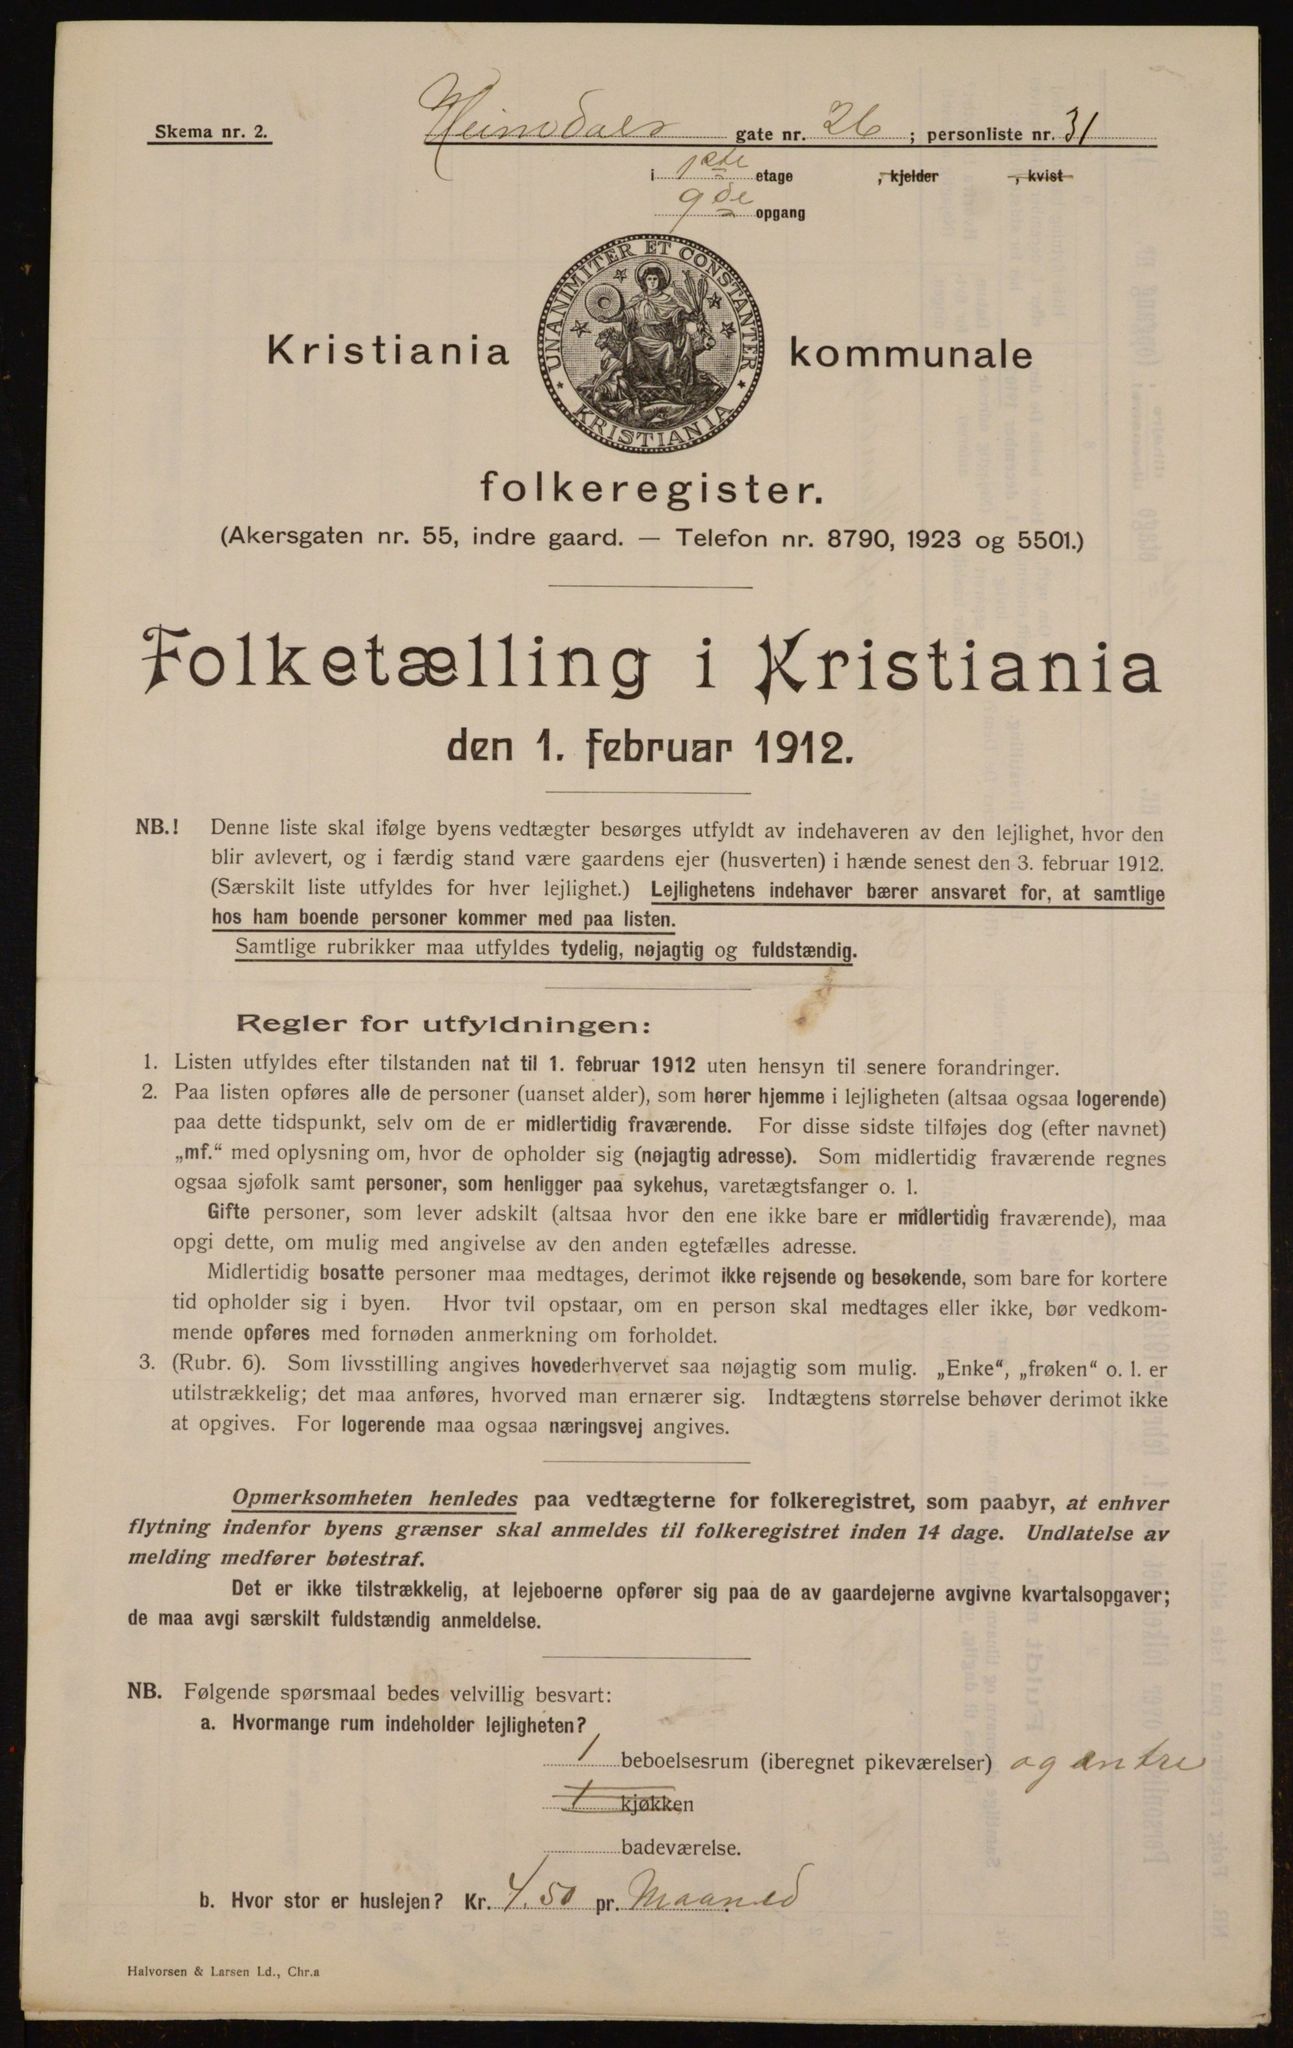 Skema nr. 2.
Heimdals gate nr. 26 ; personliste nr. 31
i 1ste etage , kjelder , kvist
9de opgang
UNANIMITER ET CONSTANTER
KRISTIANIA
Kristiania kommunale
folkeregister.
(Akersgaten nr. 55, indre gaard. — Telefon nr. 8790, 1923 og 5501.)
Folketælling i Kristiania
den 1. februar 1912.
NB.! Denne liste skal ifølge byens vedtægter besørges utfyldt av indehaveren av den lejlighet, hvor den
blir avlevert, og i færdig stand være gaardens ejer (husverten) i hænde senest den 3. februar 1912.
(Særskilt liste utfyldes for hver lejlighet.) Lejlighetens indehaver bærer ansvaret for, at samtlige
hos ham boende personer kommer med paa listen.
Samtlige rubrikker maa utfyldes tydelig, nøjagtig og fuldstændig.
Regler for utfyldningen:
1. Listen utfyldes efter tilstanden nat til 1. februar 1912 uten hensyn til senere forandringer.
2. Paa listen opføres alle de personer (uanset alder), som hører hjemme i lejligheten (altsaa ogsaa logerende)
paa dette tidspunkt, selv om de er midlertidig fraværende. For disse sidste tilføjes dog (efter navnet)
„mf.“ med oplysning om, hvor de opholder sig (nøjagtig adresse). Som midlertidig fraværende regnes
ogsaa sjøfolk samt personer, som henligger paa sykehus, varetægtsfanger o. l.
Gifte personer, som lever adskilt (altsaa hvor den ene ikke bare er midlertidig fraværende), maa
opgi dette, om mulig med angivelse av den anden egtefælles adresse.
Midlertidig bosatte personer maa medtages, derimot ikke rejsende og besøkende, som bare for kortere
tid opholder sig i byen. Hvor tvil opstaar, om en person skal medtages eller ikke, bør vedkom-
mende opføres med fornøden anmerkning om forholdet.
3. (Rubr. 6). Som livsstilling angives hovederhvervet saa nøjagtig som mulig. „Enke“, „frøken“ o. l. er
utilstrækkelig; det maa anføres, hvorved man ernærer sig. Indtægtens størrelse behøver derimot ikke
at opgives. For logerende maa ogsaa næringsvej angives.
Opmerksomheten henledes paa vedtægterne for folkeregistret, som paabyr, at enhver
flytning indenfor byens grænser skal anmeldes til folkeregistret inden 14 dage. Undlatelse av
melding medfører bøtestraf.
Det er ikke tilstrækkelig, at lejeboerne opfører sig paa de av gaardejerne avgivne kvartalsopgaver;
de maa avgi særskilt fuldstændig anmeldelse.
NB. Følgende spørsmaal bedes velvillig besvart:
a. Hvormange rum indeholder lejligheten?
1 beboelsesrum (iberegnet pikeværelser) og entre
1 kjøkken
badeværelse.
b. Hvor stor er huslejen? Kr. 4.50 pr. Maaned
Halvorsen & Larsen Ld., Chr.a